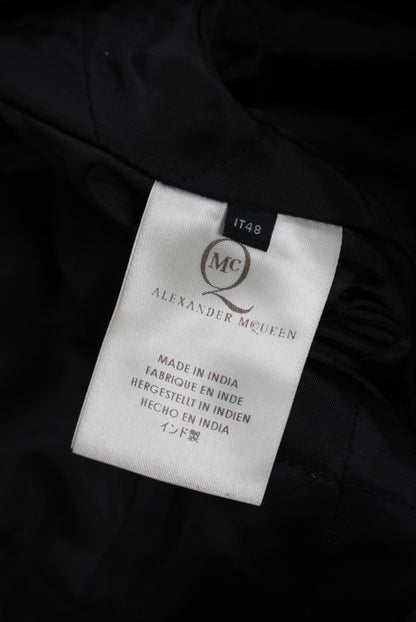 IT48
McQ
ALEXANDER McQUEEN
MADE IN INDIA
FABRIQUE EN INDE
HERGESTELLT IN INDIEN
HECHO EN INDIA
インド製